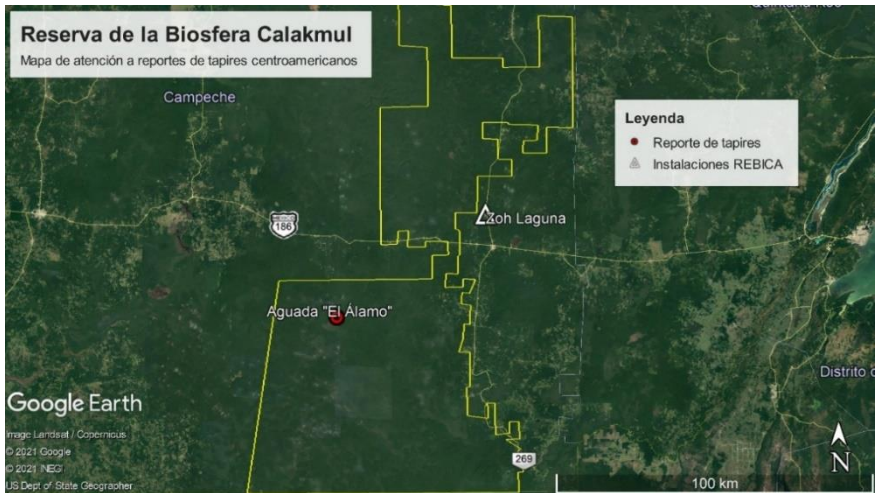 Reserva de la Biosfera Calakmul
Mapa de atención a reportes de tapires centroamericanos
Campeche
Leyenda
Reporte de tapires
Instalaciones REBICA
MEXICO
186
Zoh Laguna
Aguada "El Álamo"
Distrito
Google Earth
Image Landsat / Copernicus
© 2021 Google
© 2021 INEGI
US Dept of State Geographer
269
100 km
N